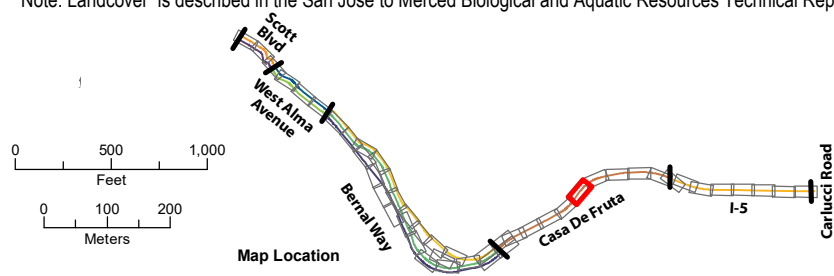 Note: Landcover is described in the San Jose to Merced Biological and Aquatic Resources Technical Rep
Scott
Blvd
West Alma
Avenue
0 500 1,000
Feet
0 100 200
Meters
Bernal Way
Map Location
Casa De Fruta
I-5
Carlucci Road